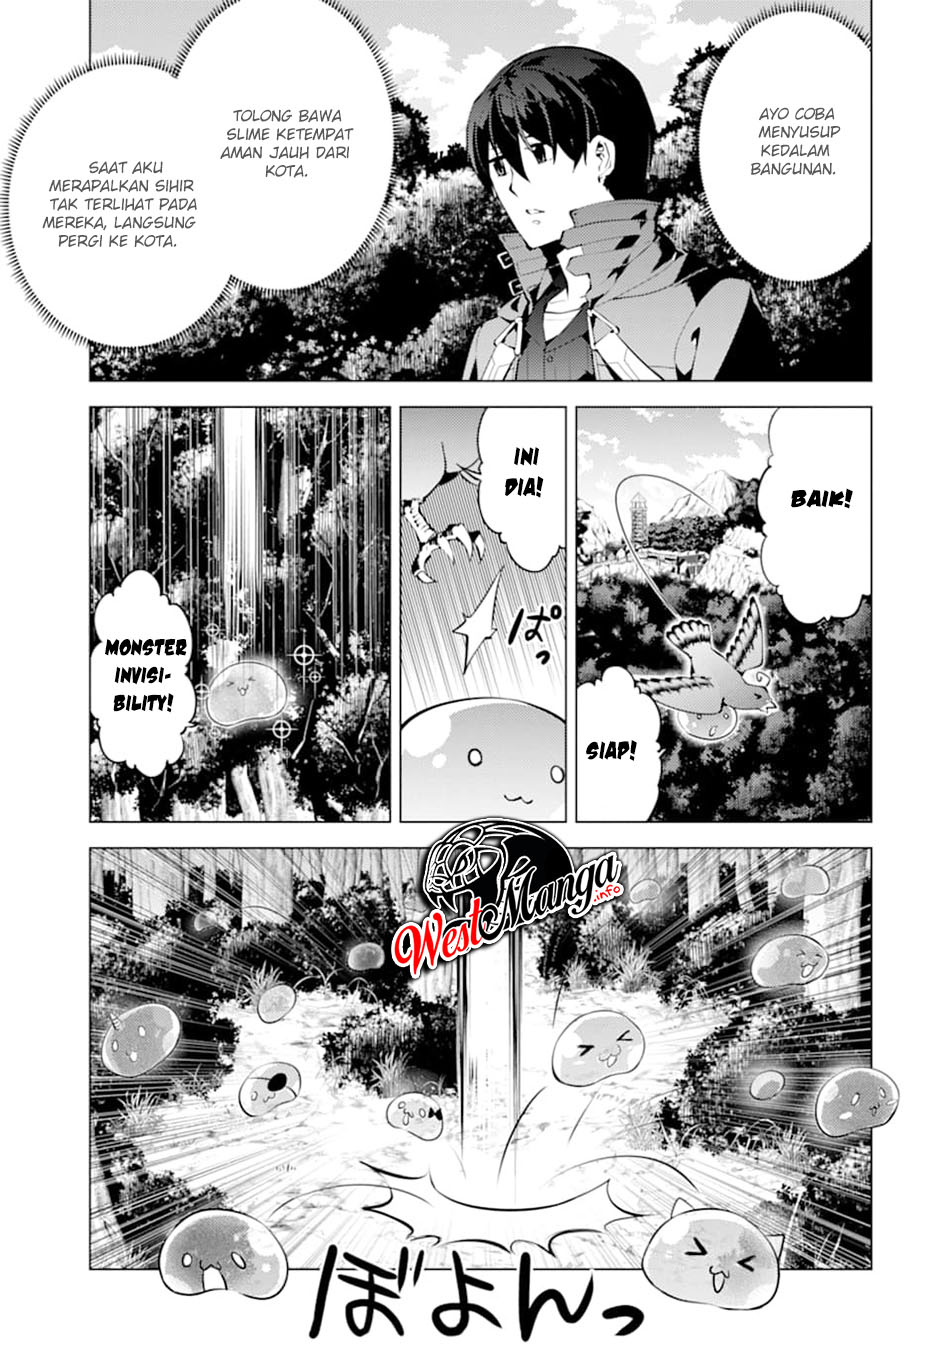 AYO COBA
MENYUSUP
KEDALAM
BANGUNAN.
TOLONG BAWA
SLIME KETEMPAT
AMAN JAUH DARI
KOTA.
SAAT AKU
MERAPALKAN SIHIR
TAK TERLIHAT PADA
MEREKA, LANGSUNG
PERGI KE KOTA.
BAIK!
SIAP!
INI
DIA!
ぱっ
MONSTER
INVISI-
BILITY!
WestManga
.info
ぼよんっ